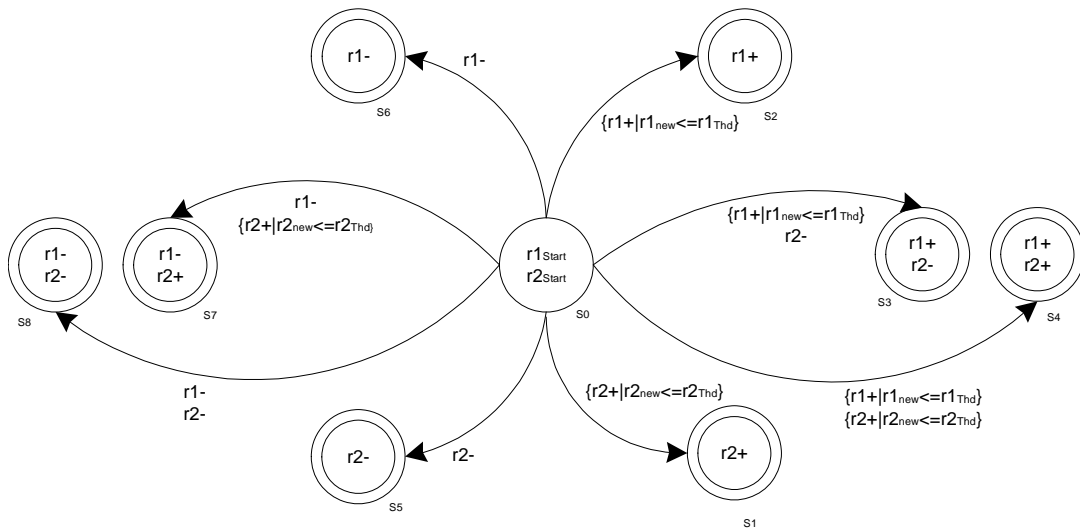 r1-
S6
r1-
r1+
S2
{r1+|r1new<=r1Thd}
r1-
{r2+|r2new<=r2Thd}
r1-
r2-
S8
r1-
r2+
S7
r1Start
r2Start
S0
{r1+|r1new<=r1Thd}
r2-
r1+
r2-
S3
r1+
r2+
S4
r1-
r2-
{r2+|r2new<=r2Thd}
{r1+|r1new<=r1Thd}
{r2+|r2new<=r2Thd}
r2-
S5
r2-
r2+
S1